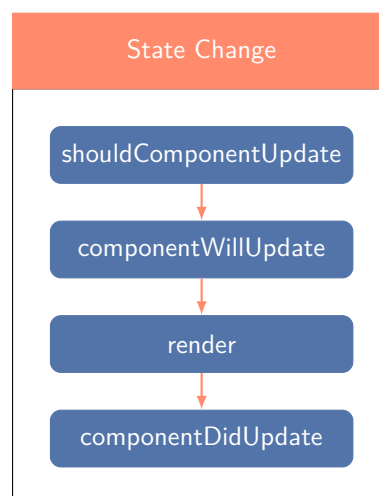 State Change
shouldComponentUpdate
componentWillUpdate
render
componentDidUpdate